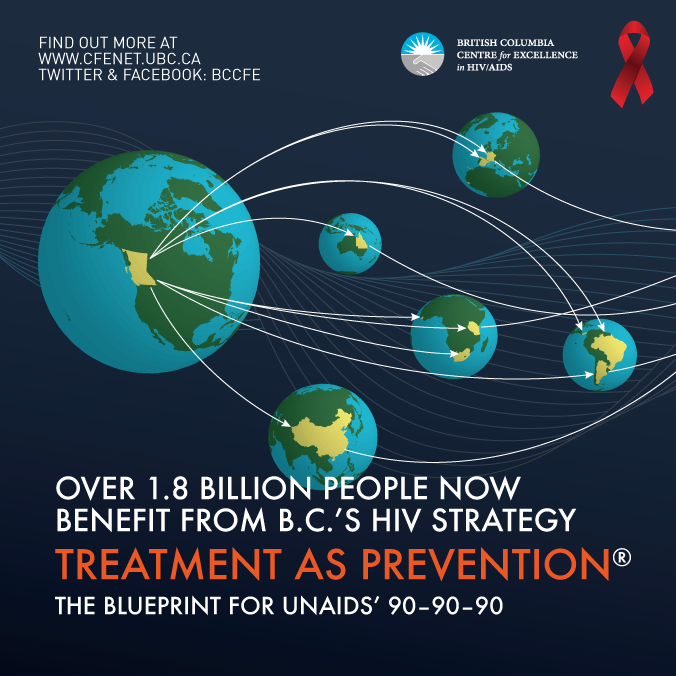 FIND OUT MORE AT
WWW.CFENET.UBC.CA
TWITTER & FACEBOOK: BCCFE
BRITISH COLUMBIA
CENTRE for EXCELLENCE
in HIV/AIDS
OVER 1.8 BILLION PEOPLE NOW
BENEFIT FROM B.C.'S HIV STRATEGY
TREATMENT AS PREVENTION®
THE BLUEPRINT FOR UNAIDS' 90–90–90